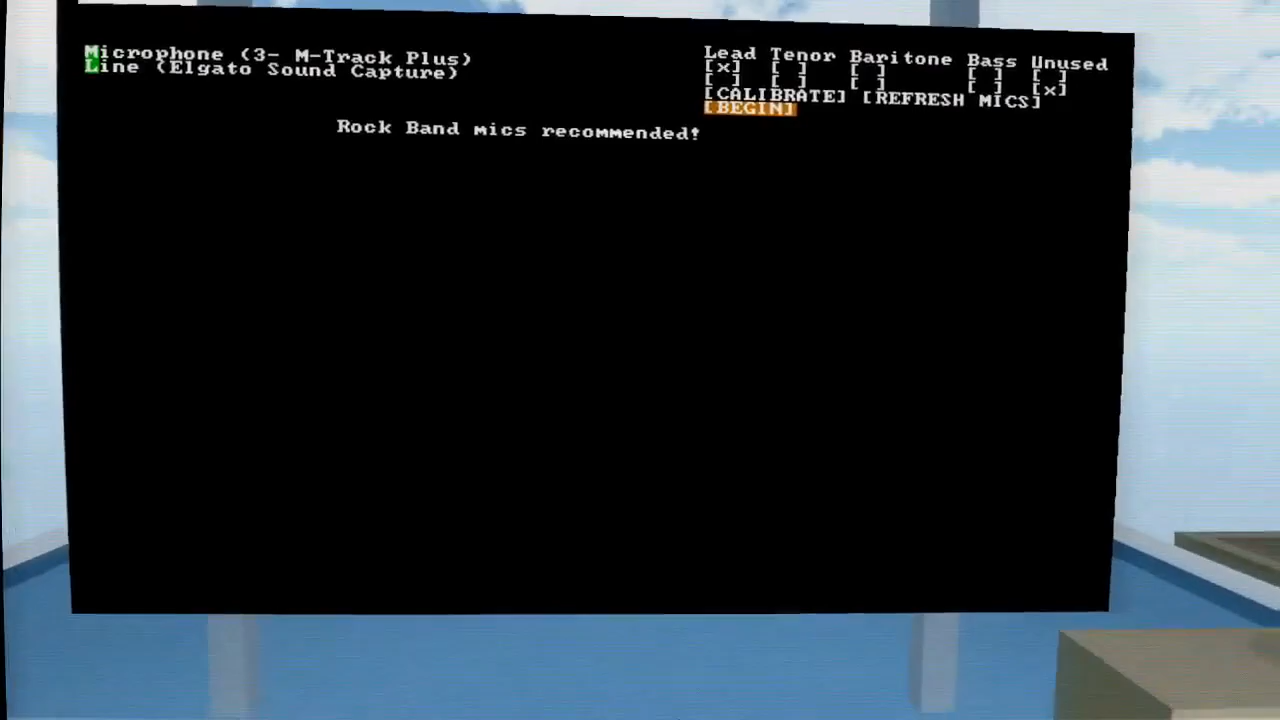 Microphone (3- M-Track Plus)
Line (Elgato Sound Capture)
Lead Tenor Baritone Bass Unused
[x] [ ] [ ] [ ] [ ]
[ ] [ ] [ ] [ ] [x]
[CALIBRATE] [REFRESH MICS]
[BEGIN]
Rock Band mics recommended!